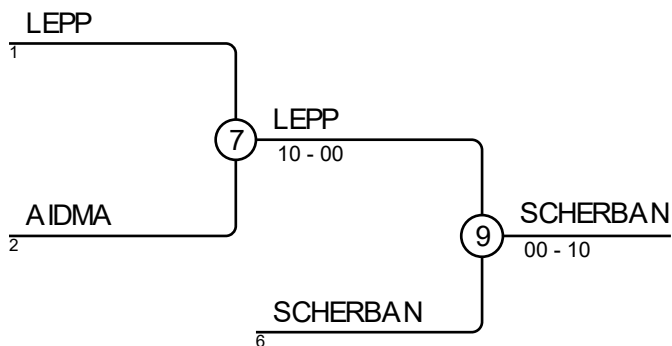 LEPP
1
7
LEPP
10 - 00
AIDMA
2
9
SCHERBAN
00 - 10
SCHERBAN
6